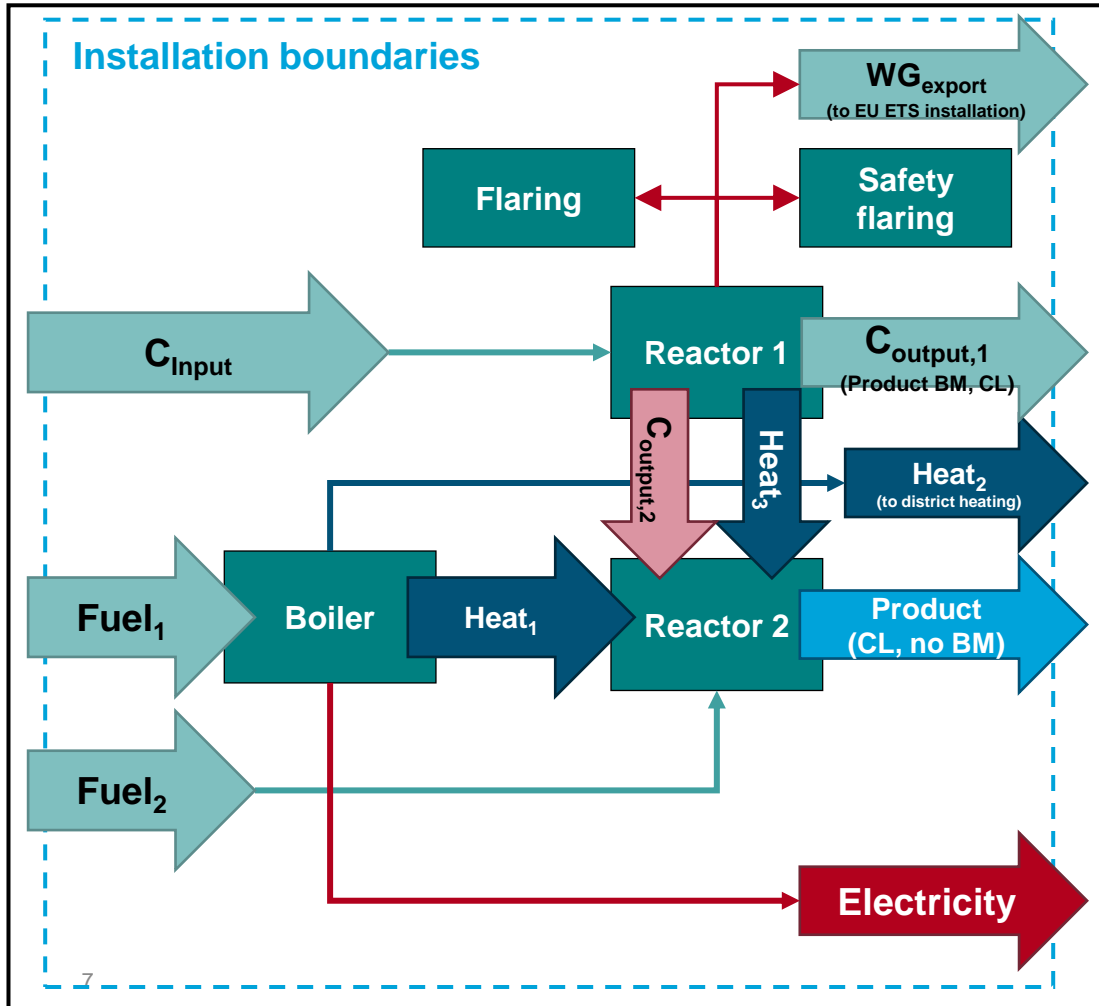 Installation boundaries
WGexport
(to EU ETS installation)
Flaring
Safety
flaring
CInput
Reactor 1
Coutput,1
(Product BM, CL)
Coutput,2
Heat3
Heat2
(to district heating)
Fuel1
Boiler
Heat1
Reactor 2
Product
(CL, no BM)
Fuel2
Electricity
7